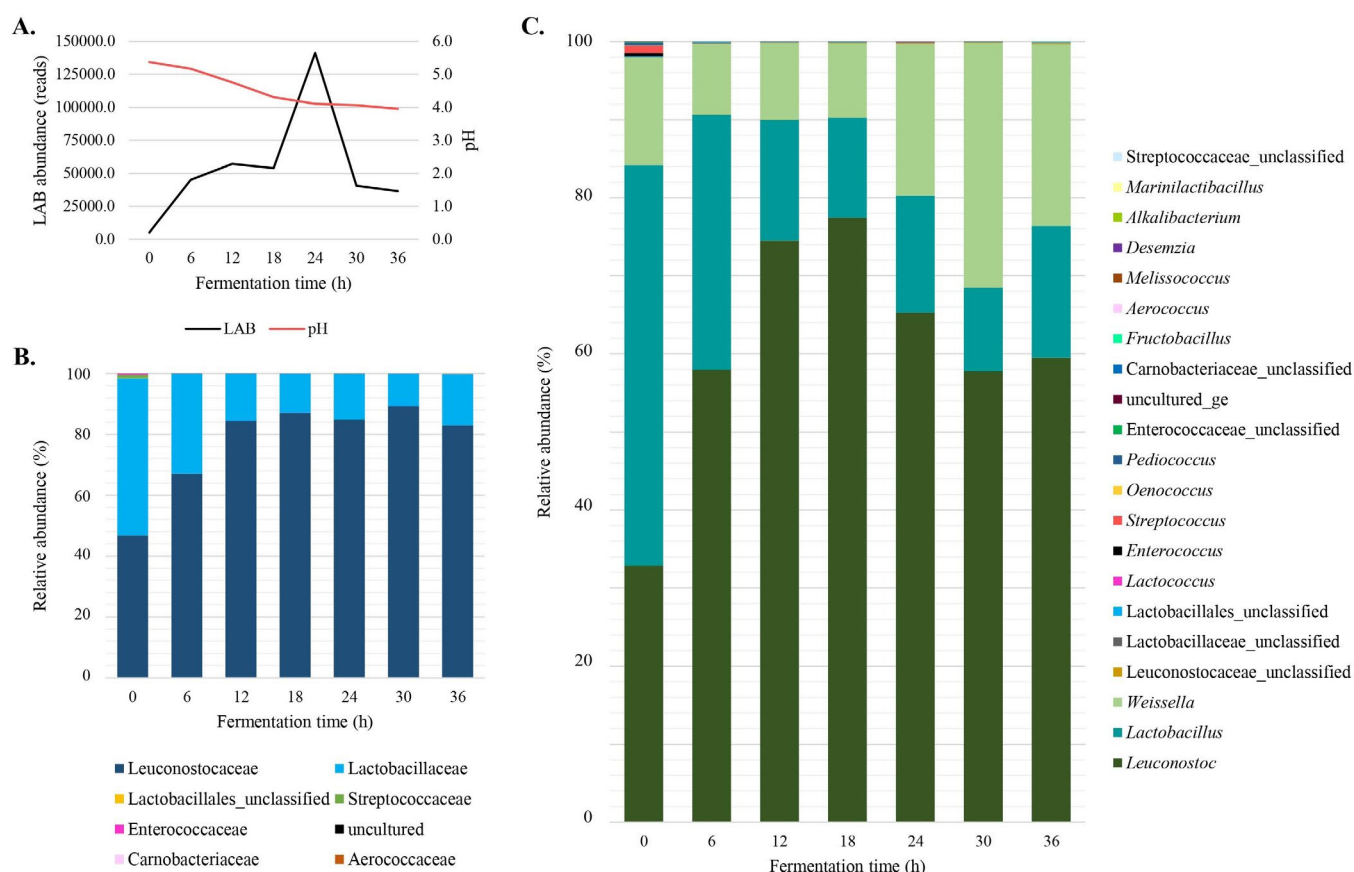 A.
LAB abundance (reads)
150000.0
125000.0
100000.0
75000.0
50000.0
25000.0
0.0
6.0
5.0
4.0
3.0
2.0
1.0
0.0
pH
0 6 12 18 24 30 36
Fermentation time (h)
LAB pH
B.
Relative abundance (%)
100
80
60
40
20
0
0 6 12 18 24 30 36
Fermentation time (h)
Leuconostocaceae Lactobacillaceae
Lactobacillales_unclassified Streptococcaceae
Enterococcaceae uncultured
Carnobacteriaceae Aerococcaceae
C.
Relative abundance (%)
100
80
60
40
20
0
0 6 12 18 24 30 36
Fermentation time (h)
Streptococcaceae_unclassified
Marinilactibacillus
Alkalibacterium
Desemzia
Melissococcus
Aerococcus
Fructobacillus
Carnobacteriaceae_unclassified
uncultured_ge
Enterococcaceae_unclassified
Pediococcus
Oenococcus
Streptococcus
Enterococcus
Lactococcus
Lactobacillales_unclassified
Lactobacillaceae_unclassified
Leuconostocaceae_unclassified
Weissella
Lactobacillus
Leuconostoc